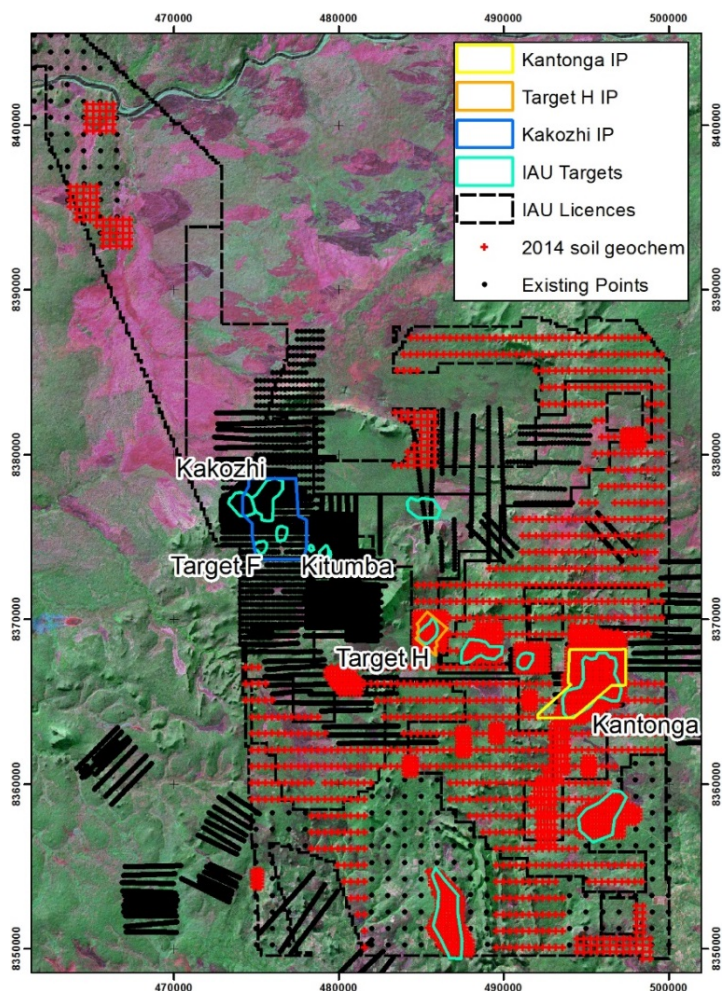 470000 480000 490000 500000
Kantonga IP
Target H IP
Kakozhi IP
IAU Targets
IAU Licences
2014 soil geochem
Existing Points
8400000 8400000
8390000 8390000
8380000 8380000
Kakozhi
Target F Kitumba
8370000 8370000
Target H
Kantonga
8360000 8360000
8350000 8350000
470000 480000 490000 500000